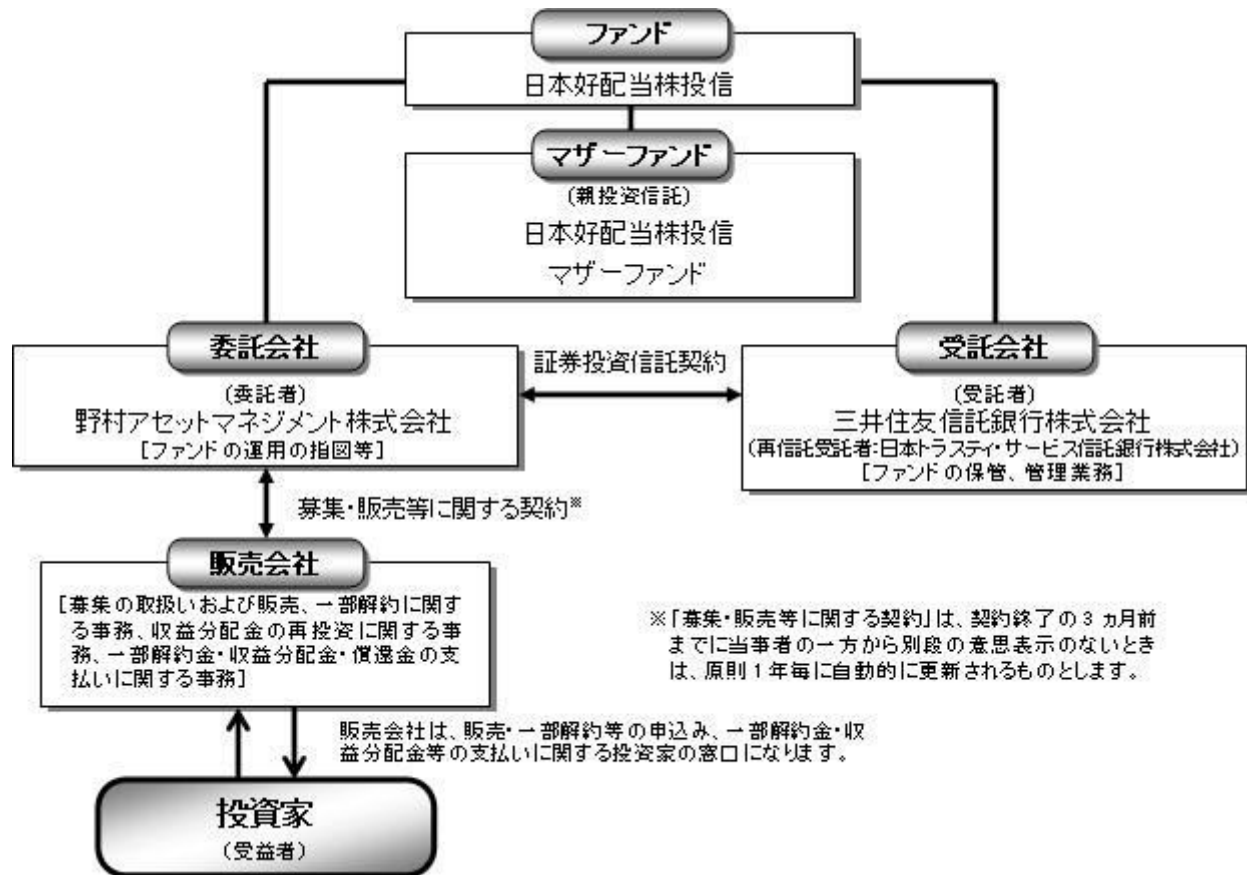 ファンド
日本好配当株投信
マザーファンド
(親投資信託)
日本好配当株投信
マザーファンド
委託会社
(委託者)
野村アセットマネジメント株式会社
[ファンドの運用の指図等]
証券投資信託契約
受託会社
(受託者)
三井住友信託銀行株式会社
(再信託受託者:日本トラスティ・サービス信託銀行株式会社)
[ファンドの保管、管理業務]
募集・販売等に関する契約※
販売会社
[募集の取扱いおよび販売、一部解約に関す
る事務、収益分配金の再投資に関する事
務、一部解約金・収益分配金・償還金の支
払いに関する事務]
※「募集・販売等に関する契約」は、契約終了の3ヵ月前
までに当事者の一方から別段の意思表示のないとき
は、原則1年毎に自動的に更新されるものとします。
販売会社は、販売・一部解約等の申込み、一部解約金・収
益分配金等の支払いに関する投資家の窓口になります。
投資家
(受益者)